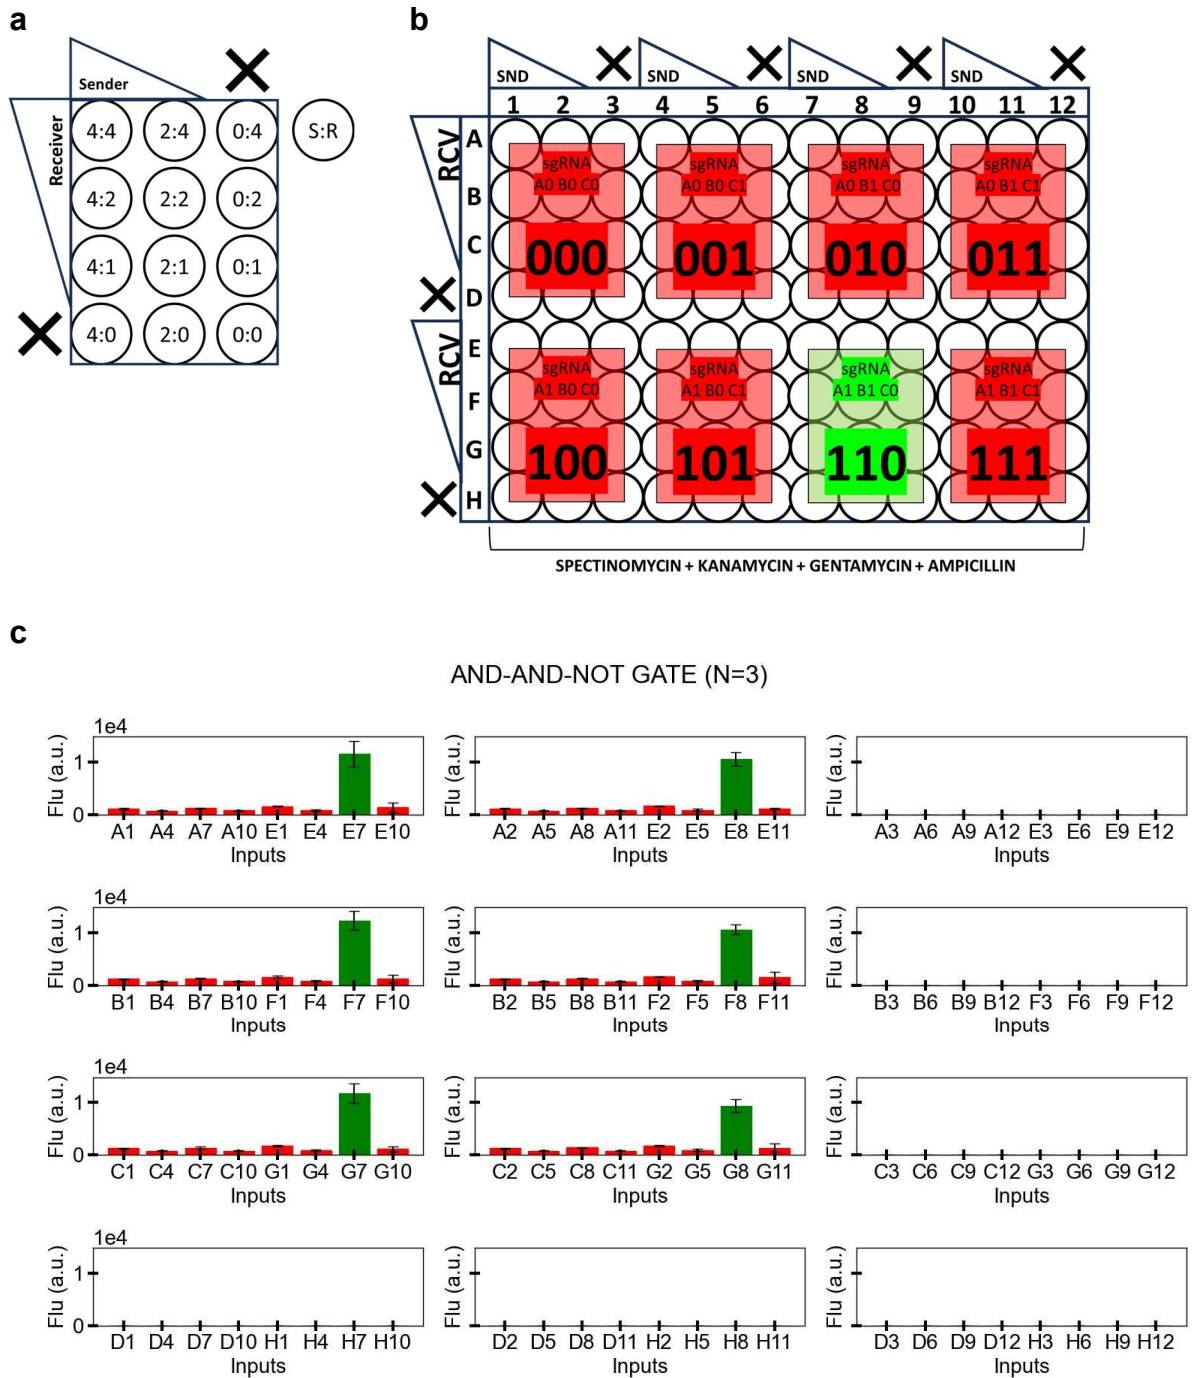 a
Sender
Receiver
4:4 2:4 0:4 S:R
4:2 2:2 0:2
4:1 2:1 0:1
4:0 2:0 0:0
b
SND SND SND SND
1 2 3 4 5 6 7 8 9 10 11 12
RCV
A
B
C
D
sgRNA sgRNA sgRNA sgRNA
A0 B0 C0 A0 B0 C1 A0 B1 C0 A0 B1 C1
000 001 010 011
RCV
E
F
G
H
sgRNA sgRNA sgRNA sgRNA
A1 B0 C0 A1 B0 C1 A1 B1 C0 A1 B1 C1
100 101 110 111
SPECTINOMYCIN + KANAMYCIN + GENTAMYCIN + AMPICILLIN
c
AND-AND-NOT GATE (N=3)
1e4
Flu (a.u.) Flu (a.u.) Flu (a.u.)
1
0
A1 A4 A7 A10 E1 E4 E7 E10 A2 A5 A8 A11 E2 E5 E8 E11 A3 A6 A9 A12 E3 E6 E9 E12
Inputs Inputs Inputs
1e4
Flu (a.u.) Flu (a.u.) Flu (a.u.)
1
0
B1 B4 B7 B10 F1 F4 F7 F10 B2 B5 B8 B11 F2 F5 F8 F11 B3 B6 B9 B12 F3 F6 F9 F12
Inputs Inputs Inputs
1e4
Flu (a.u.) Flu (a.u.) Flu (a.u.)
1
0
C1 C4 C7 C10 G1 G4 G7 G10 C2 C5 C8 C11 G2 G5 G8 G11 C3 C6 C9 C12 G3 G6 G9 G12
Inputs Inputs Inputs
1e4
Flu (a.u.) Flu (a.u.) Flu (a.u.)
1
0
D1 D4 D7 D10 H1 H4 H7 H10 D2 D5 D8 D11 H2 H5 H8 H11 D3 D6 D9 D12 H3 H6 H9 H12
Inputs Inputs Inputs